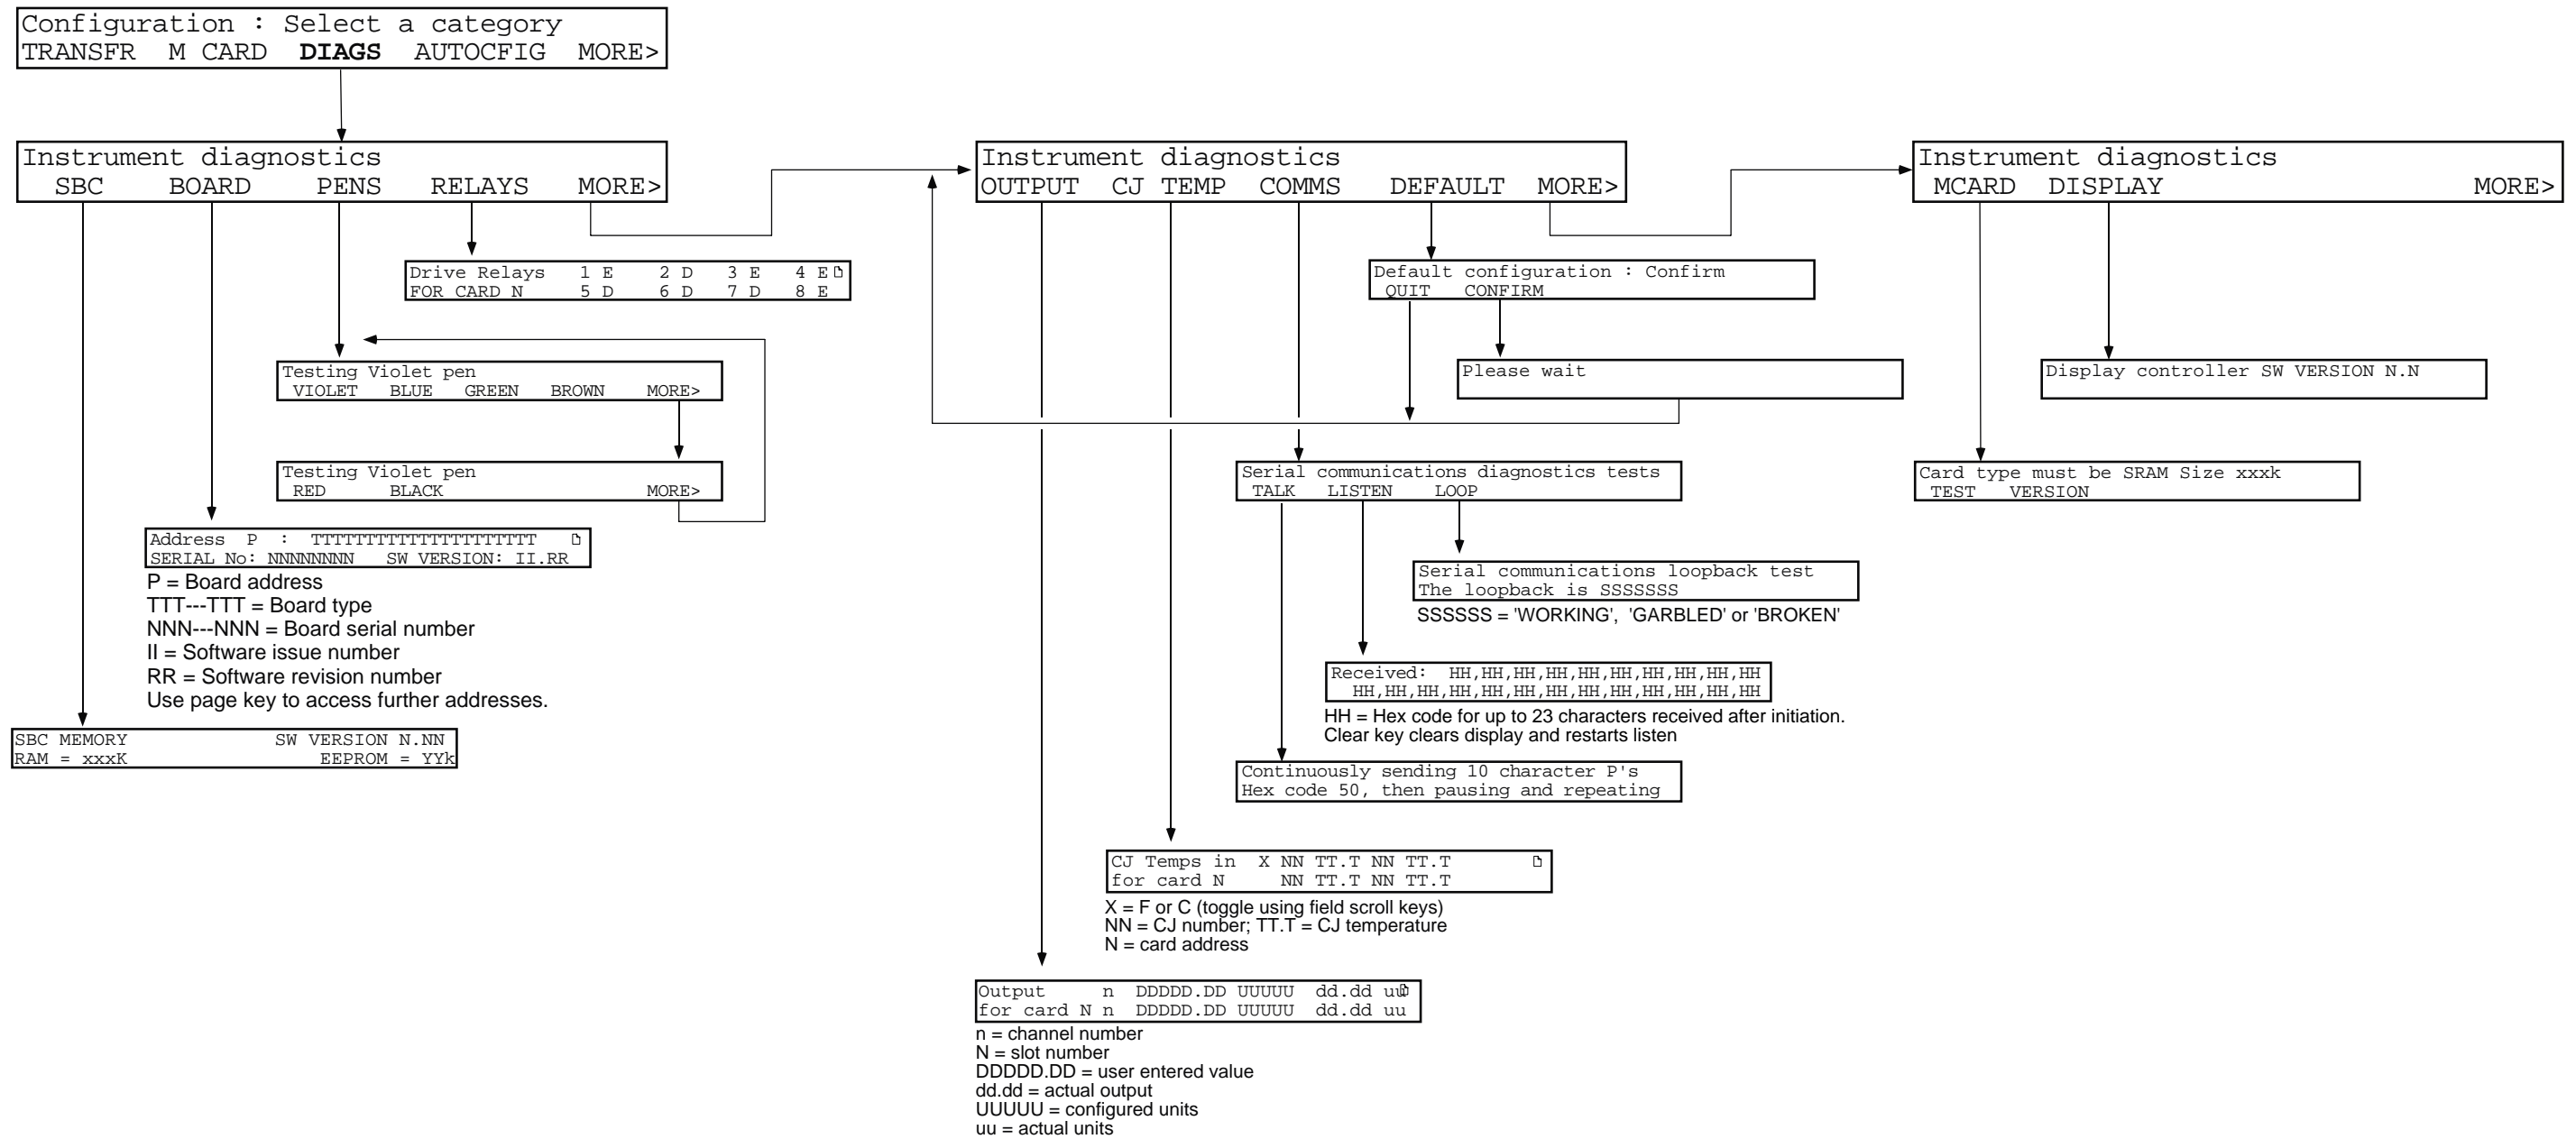 Configuration : Select a category
TRANSFR M CARD DIAGS AUTOCFIG MORE>
Instrument diagnostics
SBC BOARD PENS RELAYS MORE>
Instrument diagnostics
OUTPUT CJ TEMP COMMS DEFAULT MORE>
Instrument diagnostics
MCARD DISPLAY MORE>
Drive Relays 1 E 2 D 3 E 4 E
FOR CARD N 5 D 6 D 7 D 8 E
Default configuration : Confirm
QUIT CONFIRM
Testing Violet pen
VIOLET BLUE GREEN BROWN MORE>
Please wait
Display controller SW VERSION N.N
Testing Violet pen
RED BLACK MORE>
Serial communications diagnostics tests
TALK LISTEN LOOP
Card type must be SRAM Size xxxk
TEST VERSION
Address P : TTTTTTTTTTTTTTTTTTTTTT
SERIAL No: NNNNNNNN SW VERSION: II.RR
P = Board address
TTT---TTT = Board type
NNN---NNN = Board serial number
II = Software issue number
RR = Software revision number
Use page key to access further addresses.
Serial communications loopback test
The loopback is SSSSSSS
SSSSSS = 'WORKING', 'GARBLED' or 'BROKEN'
Received: HH,HH,HH,HH,HH,HH,HH,HH,HH,HH
HH,HH,HH,HH,HH,HH,HH,HH,HH,HH,HH,HH,HH
HH = Hex code for up to 23 characters received after initiation.
Clear key clears display and restarts listen
SBC MEMORY SW VERSION N.NN
RAM = xxxK EEPROM = YYk
Continuously sending 10 character P's
Hex code 50, then pausing and repeating
CJ Temps in X NN TT.T NN TT.T
for card N NN TT.T NN TT.T
X = F or C (toggle using field scroll keys)
NN = CJ number; TT.T = CJ temperature
N = card address
Output n DDDDD.DD UUUUU dd.dd uu
for card N n DDDDD.DD UUUUU dd.dd uu
n = channel number
N = slot number
DDDDD.DD = user entered value
dd.dd = actual output
UUUUU = configured units
uu = actual units